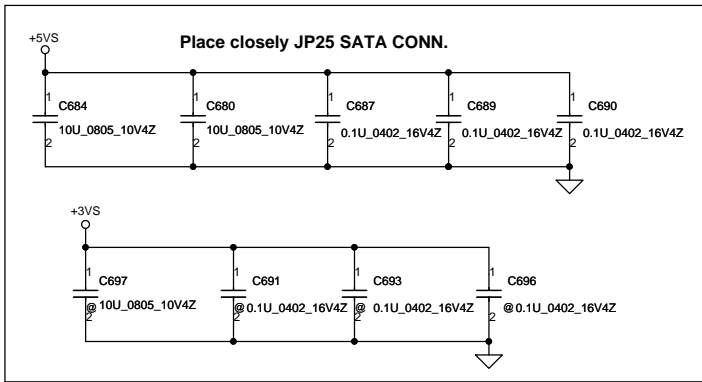 +5VS
Place closely JP25 SATA CONN.
1 1 1 1 1
C684 C680 C687 C689 C690
10U_0805_10V4Z 10U_0805_10V4Z 0.1U_0402_16V4Z 0.1U_0402_16V4Z 0.1U_0402_16V4Z
2 2 2 2 2
+3VS
1 1 1 1
C697 C691 C693 C696
@ 10U_0805_10V4Z @ 0.1U_0402_16V4Z @ 0.1U_0402_16V4Z @ 0.1U_0402_16V4Z
2 2 2 2